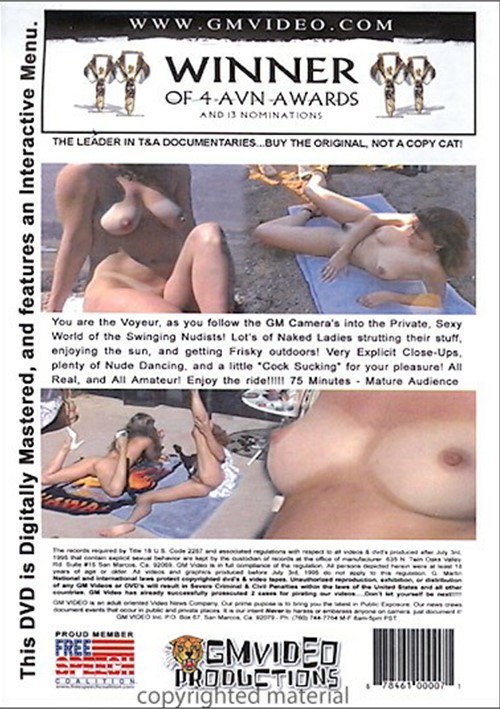 WWW.GMVIDEO.COM
WINNER
OF 4 AVN AWARDS
AND 13 NOMINATIONS
THE LEADER IN T&A DOCUMENTARIES...BUY THE ORIGINAL, NOT A COPY CAT!
This DVD is Digitally Mastered, and features an Interactive Menu.
You are the Voyeur, as you follow the GM Camera's into the Private, Sexy
World of the Swinging Nudists! Lot's of Naked Ladies strutting their stuff,
enjoying the sun, and getting Frisky outdoors! Very Explicit Close-Ups,
plenty of Nude Dancing, and a little "Cock Sucking" for your pleasure! All
Real, and All Amateur! Enjoy the ride!!!!! 75 Minutes - Mature Audience
The records required by Title 18 U.S. Code 2257 and associated regulations with respect to all videos & dvd's produced after July 3rd,
1995 that contain explicit sexual behavior are kept by the custodian of records at the office of manufacturer: 635 N. Twin Oaks Valley
Rd. Suite #15 San Marcos, Ca. 92069. GM Video is in full compliance of the regulation. All persons depicted herein were at least 18
years of age or older. All videos and graphics produced before July 3rd, 1995 do not apply to this regulation. G. Martin
National and International laws protect copyrighted dvd's & video tapes. Unauthorized reproduction, exhibition, or distribution
of any GM Videos or DVD's will result in Severe Criminal & Civil Penalties within the laws of the United States and all other
countries. GM Video has already successfully prosecuted 2 cases for pirating our videos....Don't let yourself be next!!!!!
GM VIDEO is an adult oriented Video News Company. Our prime purpose is to bring you the latest in Public Exposure. Our news crews
document events that occur in public and private places. It is our intent Never to harass or embarass anyone on camera, just document it!
GM VIDEO Inc. P.O. Box 67, San Marcos, Ca. 92079 - Ph. (760) 744-7704 M-F 8am-5pm PST
PROUD MEMBER
FREE
SPEECH
COALITION
www.freespeechcoalition.com
GMVIDEO
PRODUCTIONS
6 78461 00007 1
copyrighted material